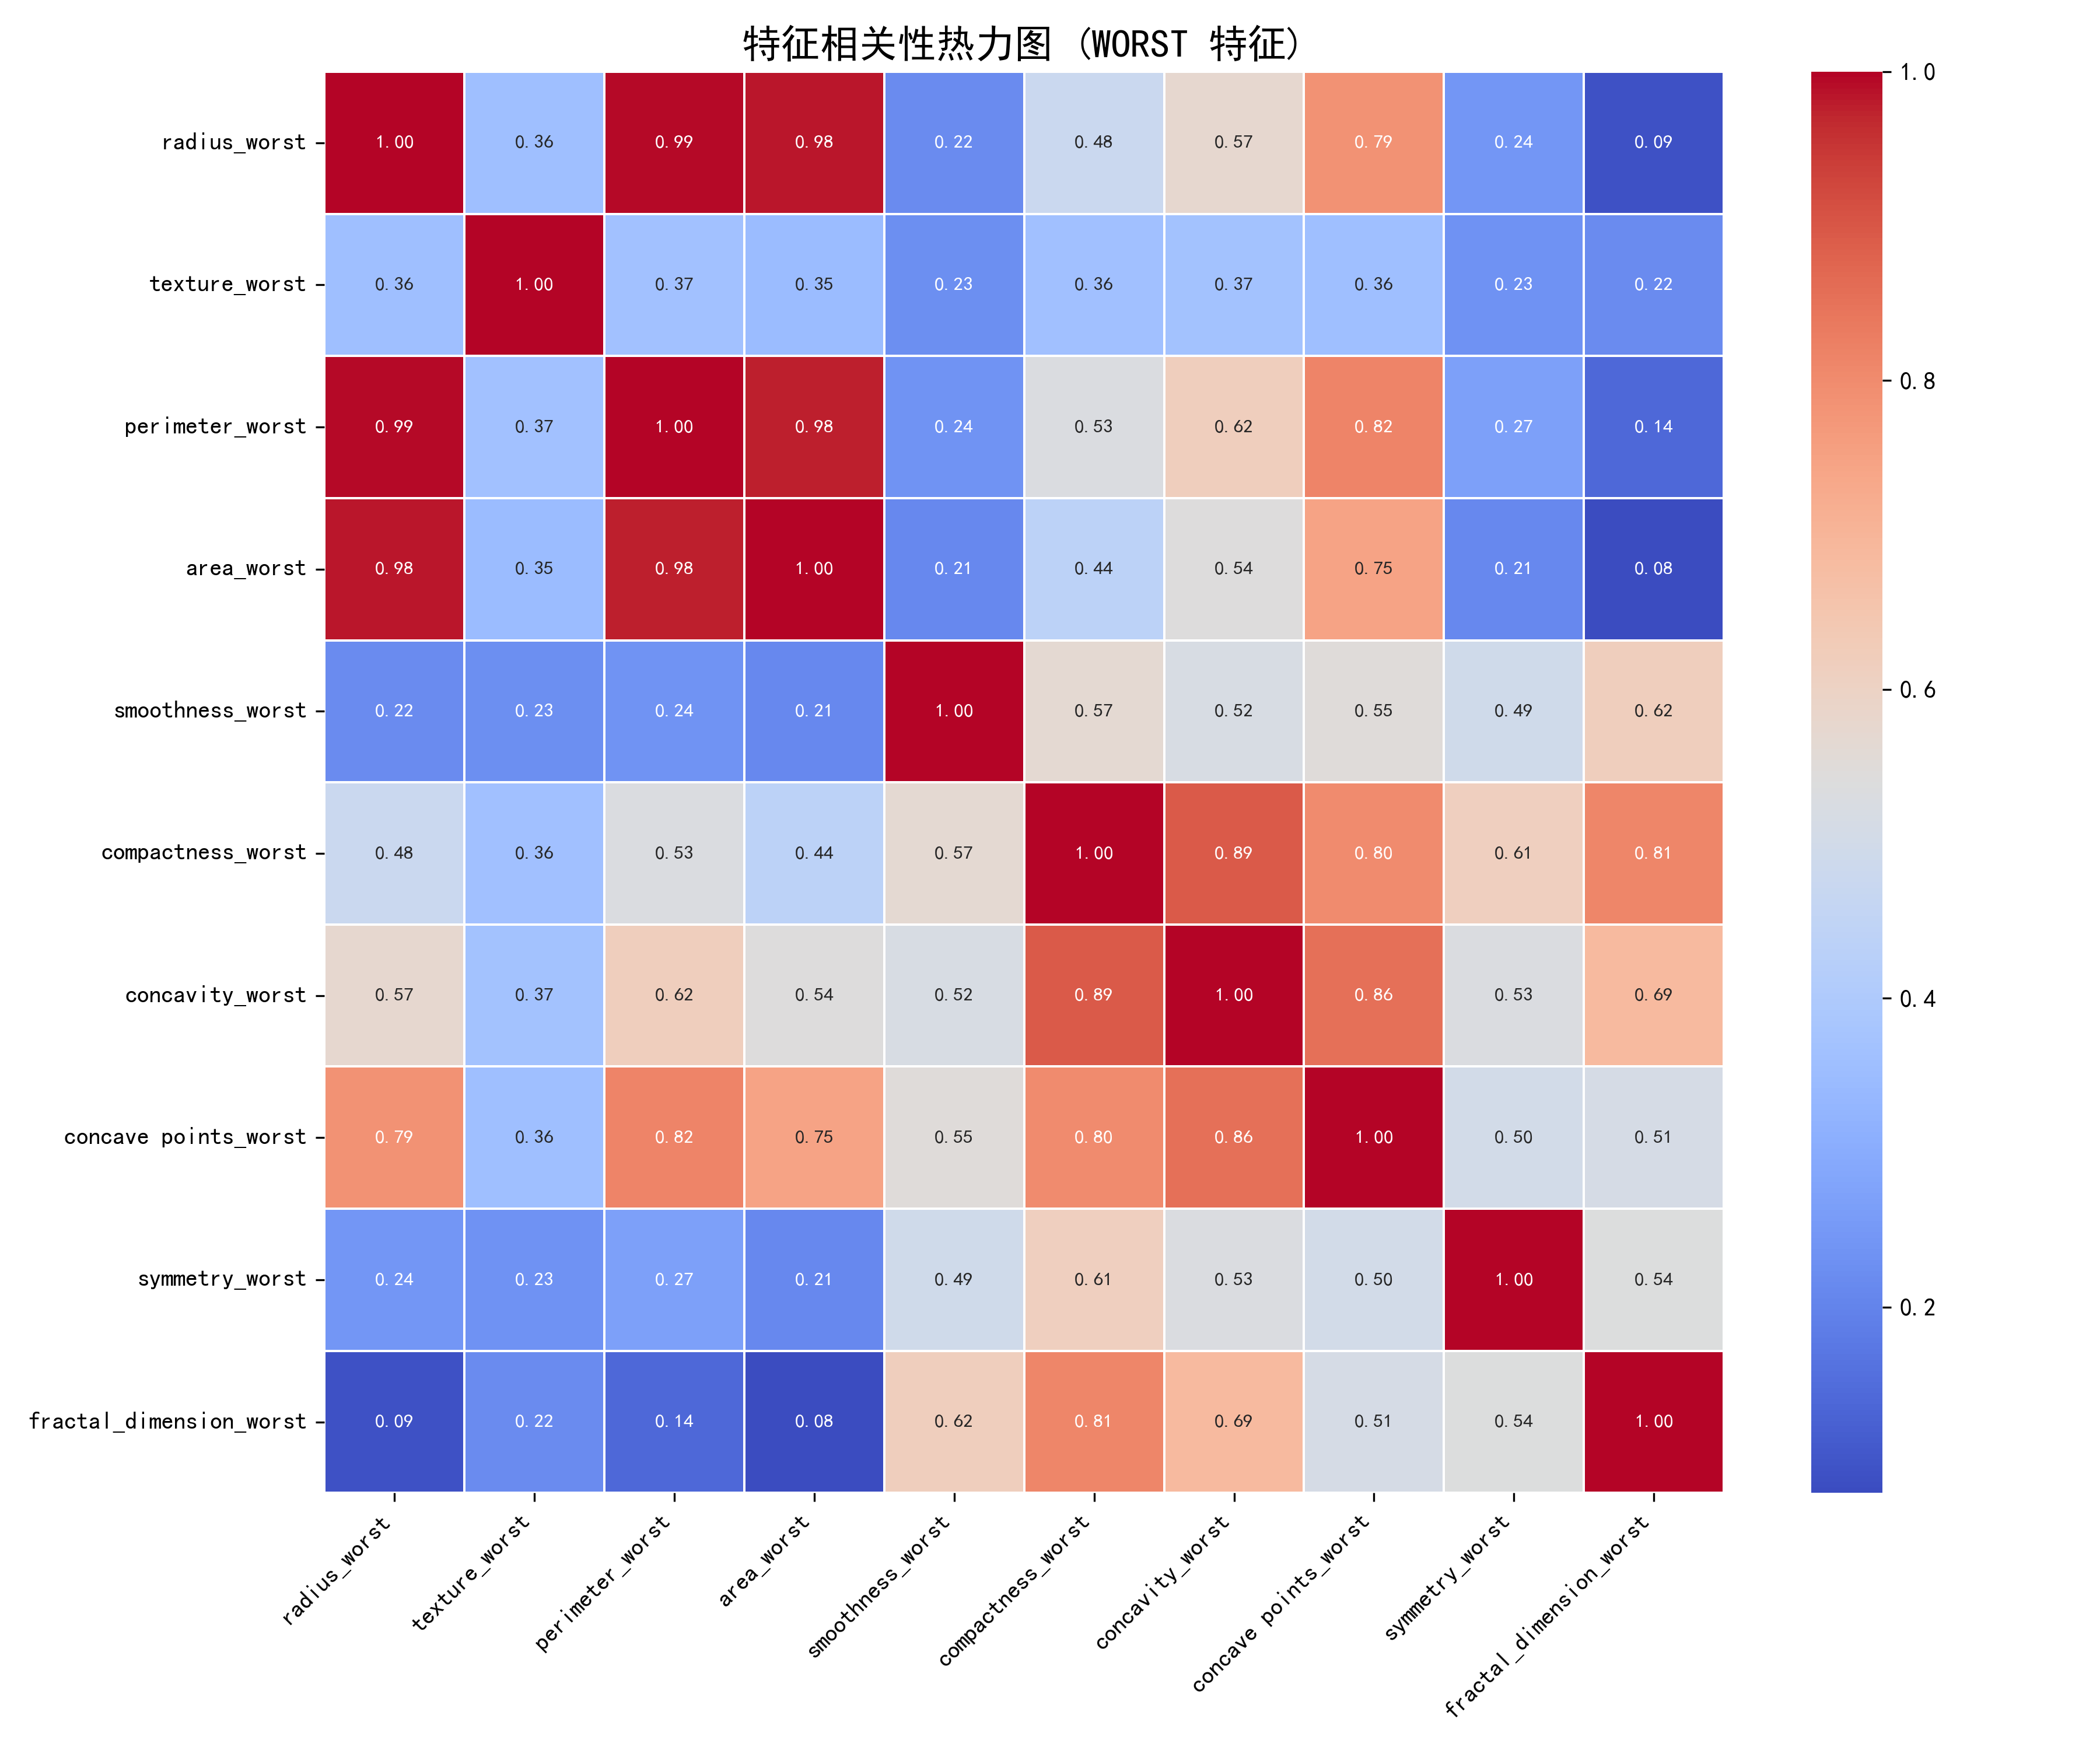 特征相关性热力图 (WORST 特征)
radius_worst 1.00 0.36 0.99 0.98 0.22 0.48 0.57 0.79 0.24 0.09
texture_worst 0.36 1.00 0.37 0.35 0.23 0.36 0.37 0.36 0.23 0.22
perimeter_worst 0.99 0.37 1.00 0.98 0.24 0.53 0.62 0.82 0.27 0.14
area_worst 0.98 0.35 0.98 1.00 0.21 0.44 0.54 0.75 0.21 0.08
smoothness_worst 0.22 0.23 0.24 0.21 1.00 0.57 0.52 0.55 0.49 0.62
compactness_worst 0.48 0.36 0.53 0.44 0.57 1.00 0.89 0.80 0.61 0.81
concavity_worst 0.57 0.37 0.62 0.54 0.52 0.89 1.00 0.86 0.53 0.69
concave points_worst 0.79 0.36 0.82 0.75 0.55 0.80 0.86 1.00 0.50 0.51
symmetry_worst 0.24 0.23 0.27 0.21 0.49 0.61 0.53 0.50 1.00 0.54
fractal_dimension_worst 0.09 0.22 0.14 0.08 0.62 0.81 0.69 0.51 0.54 1.00
radius_worst
texture_worst
perimeter_worst
area_worst
smoothness_worst
compactness_worst
concavity_worst
concave points_worst
symmetry_worst
fractal_dimension_worst
1.0
0.8
0.6
0.4
0.2